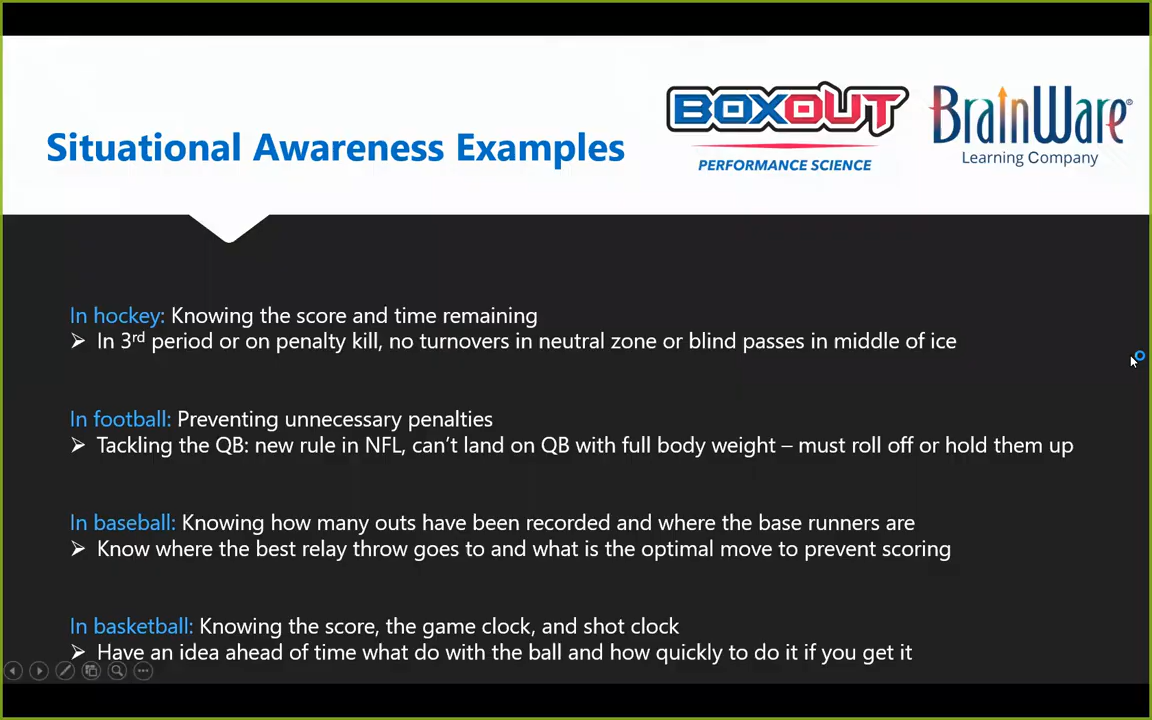 BOXOUT
PERFORMANCE SCIENCE
BrainWare®
Learning Company
Situational Awareness Examples
In hockey: Knowing the score and time remaining
➢ In 3rd period or on penalty kill, no turnovers in neutral zone or blind passes in middle of ice
In football: Preventing unnecessary penalties
➢ Tackling the QB: new rule in NFL, can’t land on QB with full body weight – must roll off or hold them up
In baseball: Knowing how many outs have been recorded and where the base runners are
➢ Know where the best relay throw goes to and what is the optimal move to prevent scoring
In basketball: Knowing the score, the game clock, and shot clock
➢ Have an idea ahead of time what do with the ball and how quickly to do it if you get it